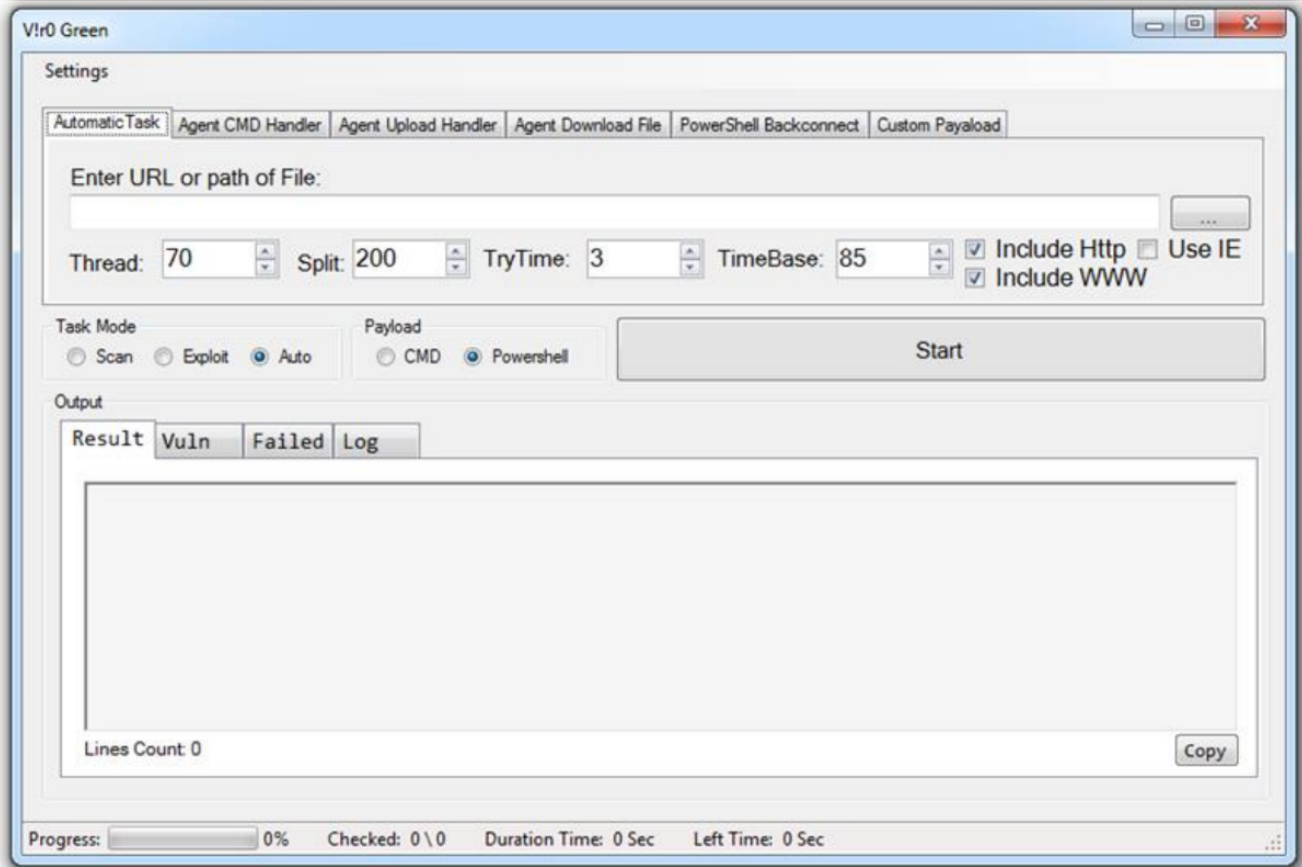 V!r0 Green
Settings
AutomaticTask Agent CMD Handler Agent Upload Handler Agent Download File PowerShell Backconnect Custom Payaload
Enter URL or path of File:
...
Thread: 70 Split: 200 TryTime: 3 TimeBase: 85 Include Http Use IE
Include WWW
Task Mode Payload
Scan Exploit Auto CMD Powershell Start
Output
Result Vuln Failed Log
Lines Count: 0 Copy
Progress: 0% Checked: 0 \ 0 Duration Time: 0 Sec Left Time: 0 Sec